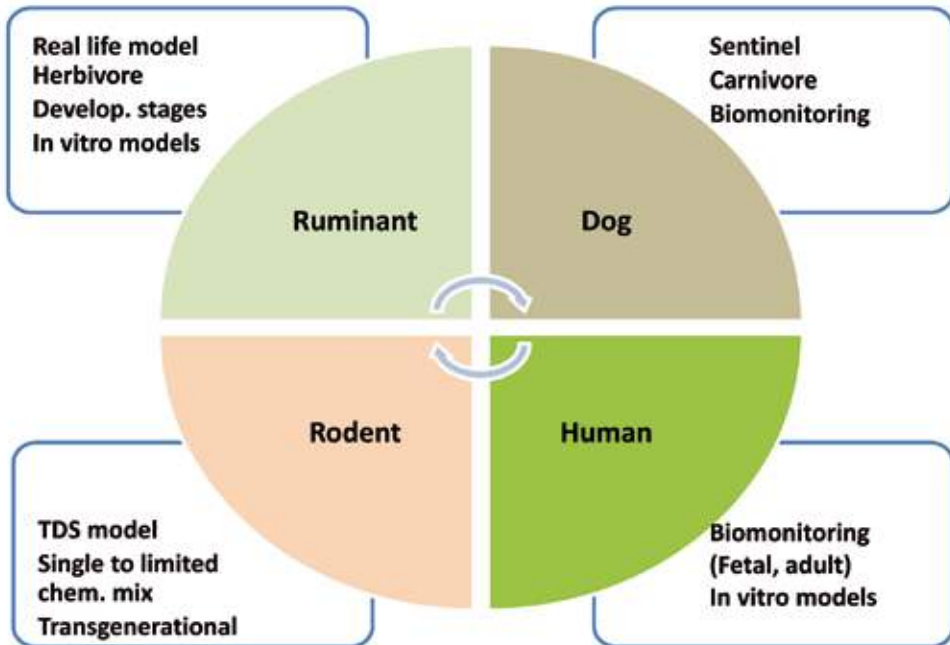 Real life model
Herbivore
Develop. stages
In vitro models
Sentinel
Carnivore
Biomonitoring
Ruminant
Dog
Rodent
Human
TDS model
Single to limited
chem. mix
Transgenerational
Biomonitoring
(Fetal, adult)
In vitro models